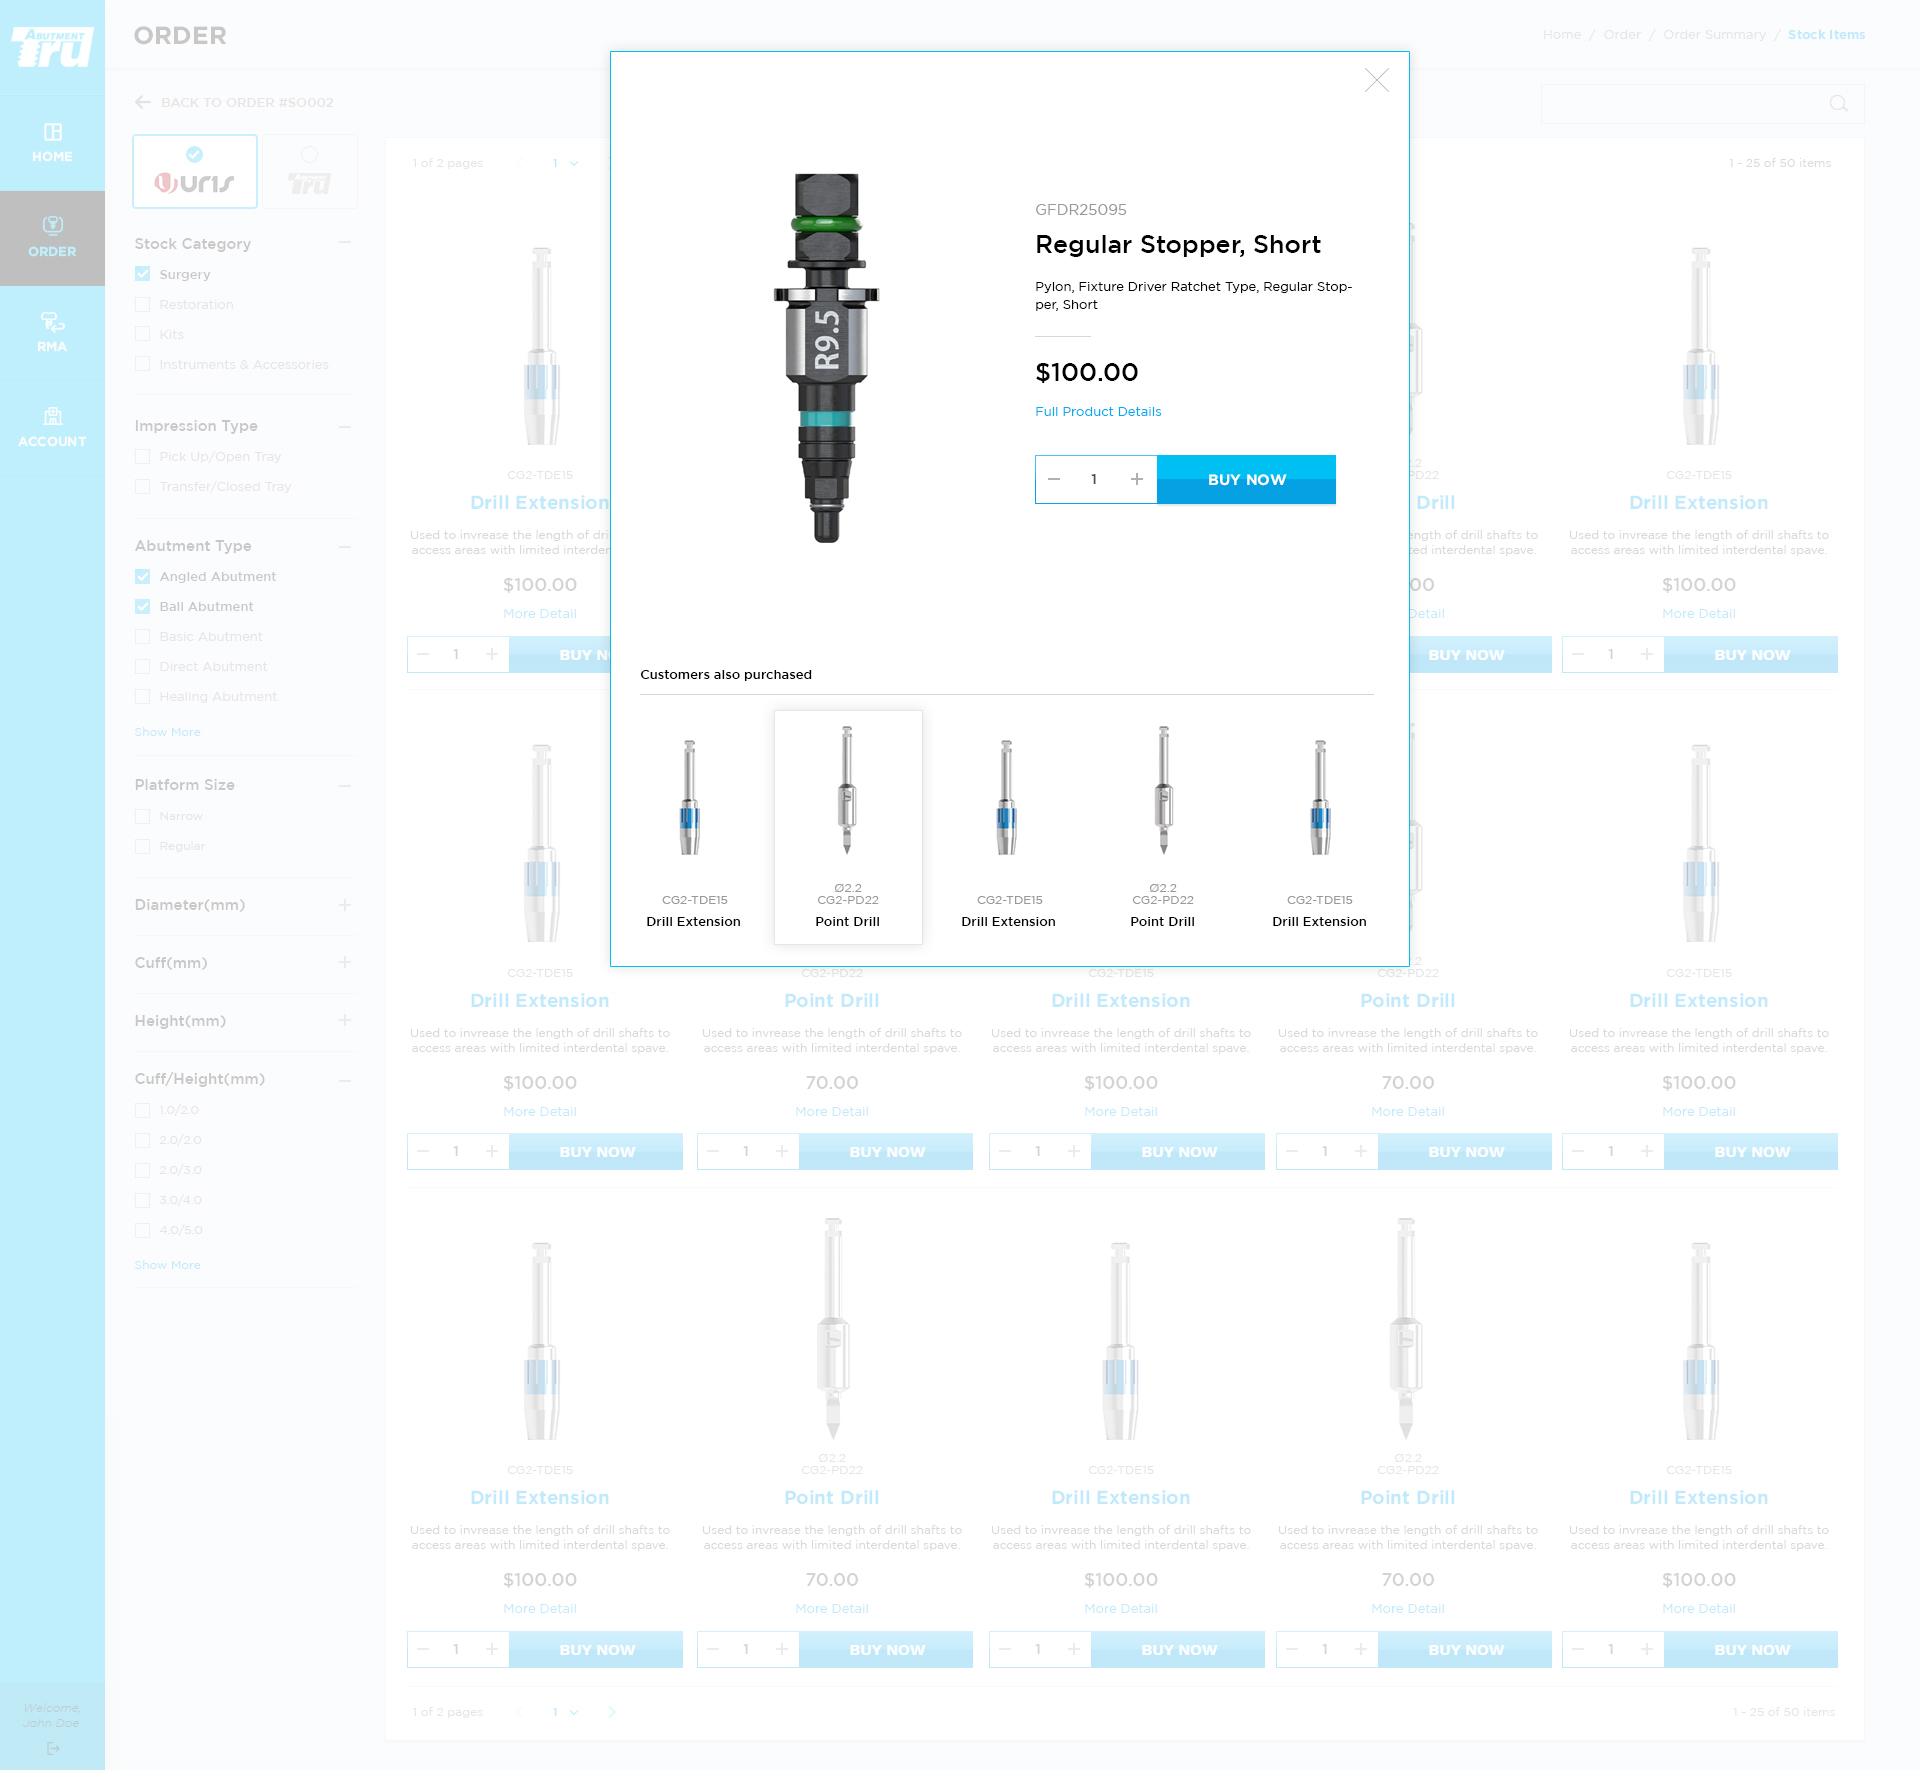 ABUTMENT
Tru
HOME
ORDER
RMA
ACCOUNT
Welcome,
John Doe
ORDER
Home / Order / Order Summary / Stock Items
BACK TO ORDER #SO002
URIS
ABUTMENT
Tru
Stock Category
Surgery
Restoration
Kits
Instruments & Accessories
Impression Type
Pick Up/Open Tray
Transfer/Closed Tray
Abutment Type
Angled Abutment
Ball Abutment
Basic Abutment
Direct Abutment
Healing Abutment
Show More
Platform Size
Narrow
Regular
Diameter(mm)
Cuff(mm)
Height(mm)
Cuff/Height(mm)
1.0/2.0
2.0/2.0
2.0/3.0
3.0/4.0
4.0/5.0
Show More
1 of 2 pages 1
1 - 25 of 50 items
R9.5
GFDR25095
Regular Stopper, Short
Pylon, Fixture Driver Ratchet Type, Regular Stop-
per, Short
$100.00
Full Product Details
1 BUY NOW
Customers also purchased
Ø2.2 Ø2.2
CG2-TDE15 CG2-PD22 CG2-TDE15 CG2-PD22 CG2-TDE15
Drill Extension Point Drill Drill Extension Point Drill Drill Extension
CG2-TDE15 PD22 CG2-TDE15
Drill Extension Drill Drill Extension
Used to invrease the length of dri ngth of drill shafts to Used to invrease the length of drill shafts to
access areas with limited interden ted interdental spave. access areas with limited interdental spave.
$100.00 00 $100.00
More Detail Detail More Detail
1 BUY NO BUY NOW 1 BUY NOW
CG2-TDE15 CG2-PD22 CG2-TDE15 CG2-PD22 CG2-TDE15
Drill Extension Point Drill Drill Extension Point Drill Drill Extension
Used to invrease the length of drill shafts to Used to invrease the length of drill shafts to Used to invrease the length of drill shafts to Used to invrease the length of drill shafts to Used to invrease the length of drill shafts to
access areas with limited interdental spave. access areas with limited interdental spave. access areas with limited interdental spave. access areas with limited interdental spave. access areas with limited interdental spave.
$100.00 70.00 $100.00 70.00 $100.00
More Detail More Detail More Detail More Detail More Detail
1 BUY NOW 1 BUY NOW 1 BUY NOW 1 BUY NOW 1 BUY NOW
Ø2.2 Ø2.2
CG2-TDE15 CG2-PD22 CG2-TDE15 CG2-PD22 CG2-TDE15
Drill Extension Point Drill Drill Extension Point Drill Drill Extension
Used to invrease the length of drill shafts to Used to invrease the length of drill shafts to Used to invrease the length of drill shafts to Used to invrease the length of drill shafts to Used to invrease the length of drill shafts to
access areas with limited interdental spave. access areas with limited interdental spave. access areas with limited interdental spave. access areas with limited interdental spave. access areas with limited interdental spave.
$100.00 70.00 $100.00 70.00 $100.00
More Detail More Detail More Detail More Detail More Detail
1 BUY NOW 1 BUY NOW 1 BUY NOW 1 BUY NOW 1 BUY NOW
1 of 2 pages 1 1 - 25 of 50 items